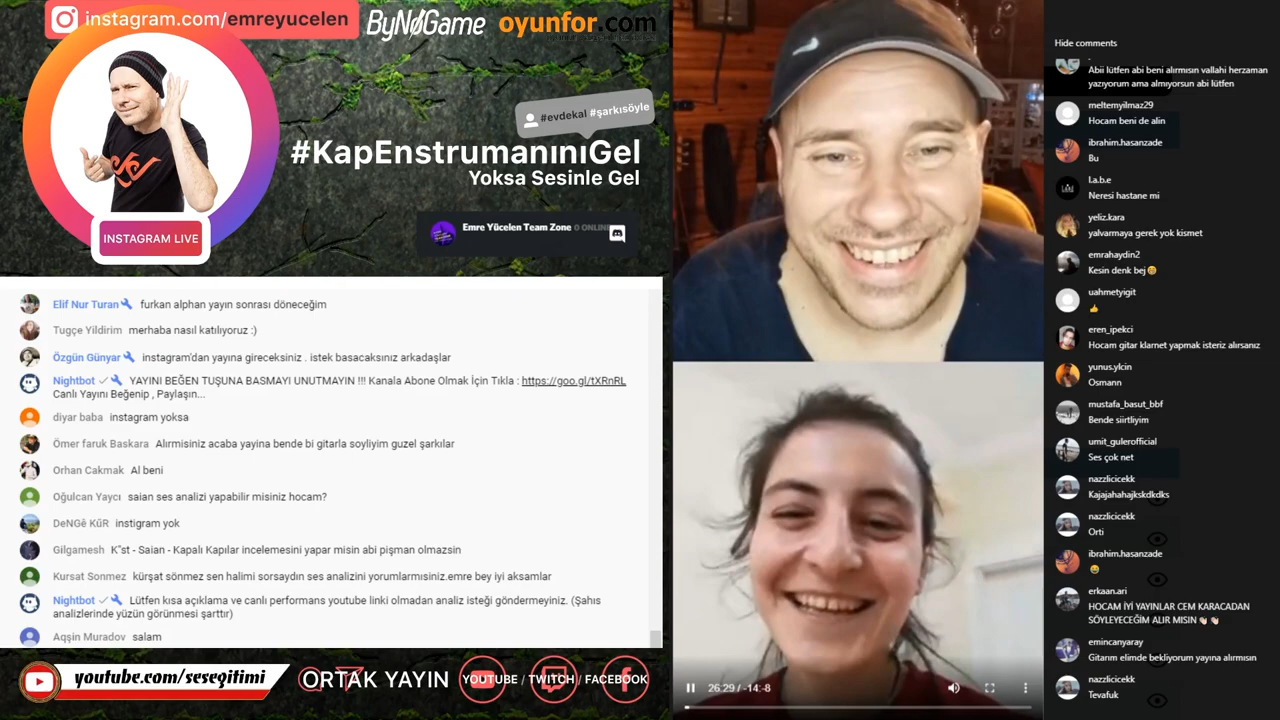 instagram.com/emreyucelen
ByNoGame
oyunfor.com
#evdekal #şarkısöyle
#KapEnstrumanınıGel
Yoksa Sesinle Gel
INSTAGRAM LIVE
Emre Yücelen Team Zone 0 ONLINE
Elif Nur Turan furkan alphan yayın sonrası döneceğim
Tugçe Yildirim merhaba nasıl katılıyoruz :)
Özgün Günyar instagram'dan yayına gireceksiniz . istek basacaksınız arkadaşlar
Nightbot YAYINI BEĞEN TUŞUNA BASMAYI UNUTMAYIN !!! Kanala Abone Olmak İçin Tıkla : https://goo.gl/tXRnRL
Canlı Yayını Beğenip , Paylaşın...
diyar baba instagram yoksa
Ömer faruk Baskara Alırmisiniz acaba yayina bende bi gitarla soyliyim guzel şarkılar
Orhan Cakmak Al beni
Oğulcan Yaycı saian ses analizi yapabilir misiniz hocam?
DeNGê KûR instigram yok
Gilgamesh K"st - Saian - Kapalı Kapılar incelemesini yapar misin abi pişman olmazsin
Kursat Sonmez kürşat sönmez sen halimi sorsaydın ses analizini yorumlarmısiniz.emre bey iyi aksamlar
Nightbot Lütfen kısa açıklama ve canlı performans youtube linki olmadan analiz isteği göndermeyiniz. (Şahıs
analizlerinde yüzün görünmesi şarttır)
Aqşin Muradov salam
youtube.com/sesegitimi
ORTAK YAYIN
YOUTUBE / TWITCH / FACEBOOK
26:29 / -14:-8
Hide comments
Abii lütfen abi beni alırmısın vallahi herzaman
yazıyorum ama almıyorsun abi lütfen
meltemyilmaz29
Hocam beni de alin
ibrahim.hasanzade
Bu
l.a.b.e
Neresi hastane mi
yeliz.kara
yalvarmaya gerek yok kismet
emrahaydin2
Kesin denk bej
uahmetyigit
👍
eren_ipekci
Hocam gitar klarnet yapmak isteriz alırsanız
yunus.ylcin
Osmann
mustafa_basut_bbf
Bende siirtliyim
umit_gulerofficial
Ses çok net
nazzlicicekk
Kajajahahajkskdkdks
nazzlicicekk
Orti
ibrahim.hasanzade
😂
erkaan.ari
HOCAM İYİ YAYINLAR CEM KARACADAN
SÖYLEYECEĞİM ALIR MISIN 👏🏻 👏🏻
emincanyaray
Gitarım elimde bekliyorum yayına alırmısın
nazzlicicekk
Tevafuk